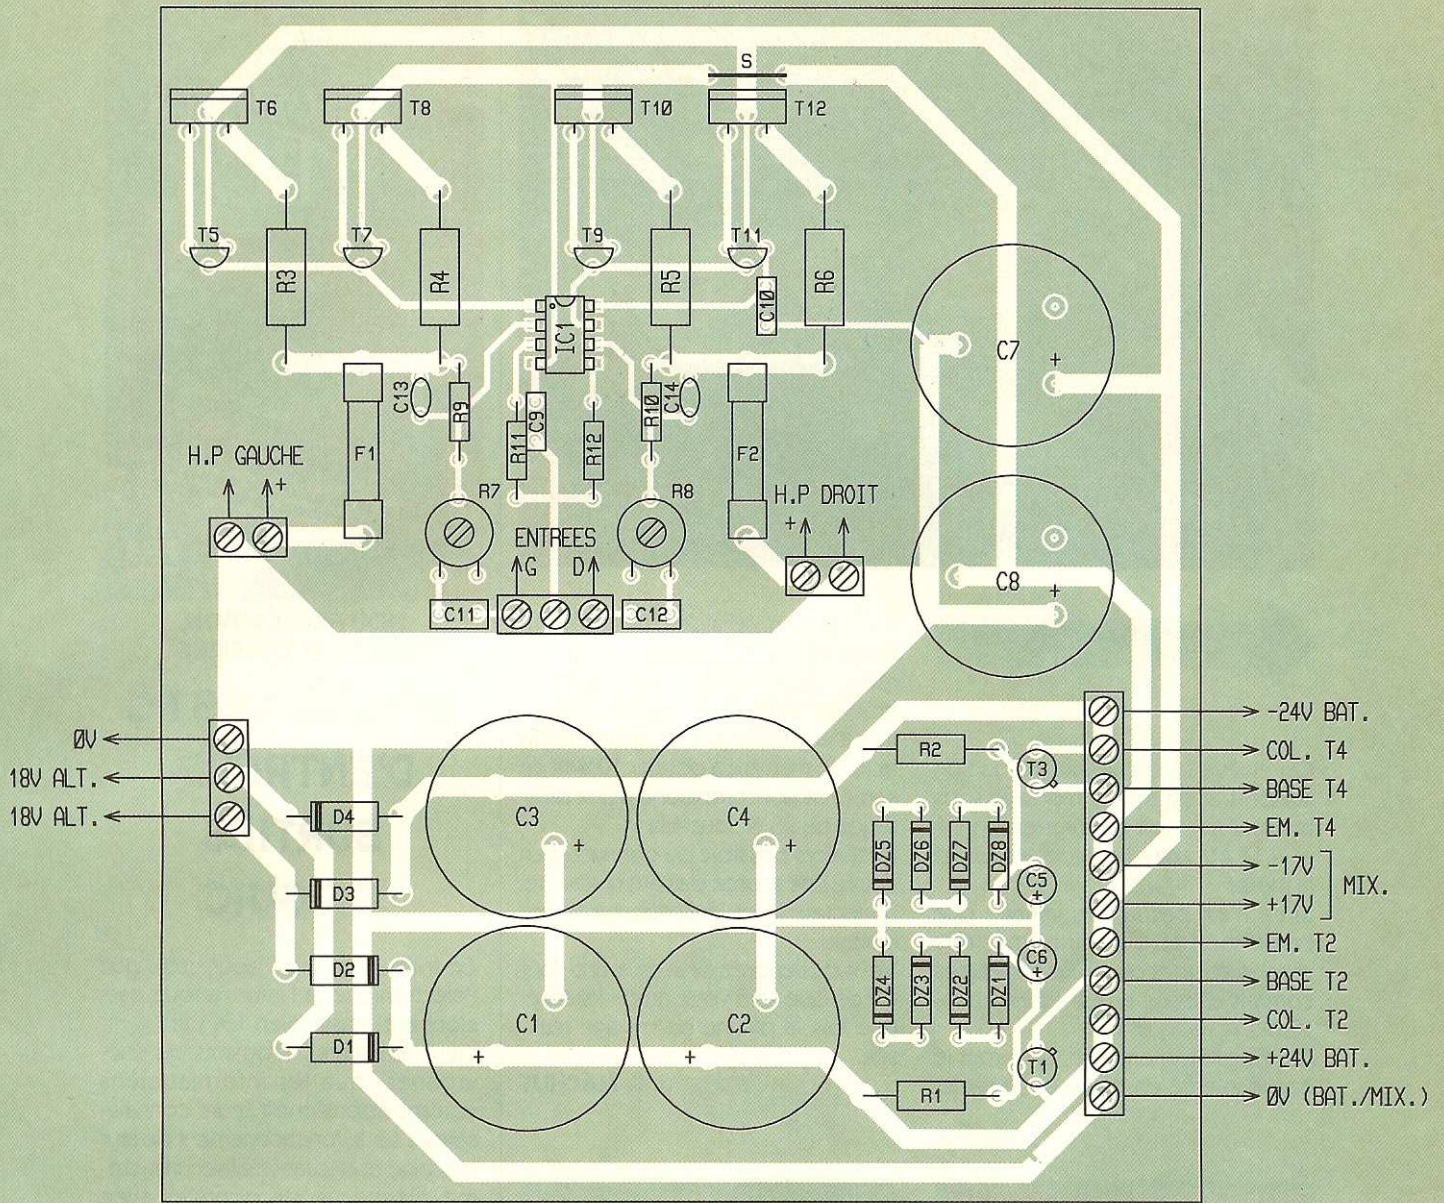 S
T6
T8
T10
T12
T5
T7
T9
T11
R3
R4
R5
C10
R6
IC1
C7
+
C13
R9
R10
C14
F1
R11
C9
R12
F2
H.P GAUCHE
+
R7
R8
H.P DROIT
+
ENTREES
G
D
C8
+
C11
C12
-24V BAT.
ØV
R2
COL. T4
18V ALT.
T3
BASE T4
18V ALT.
D4
C3
+
C4
+
DZ5
DZ6
DZ7
DZ8
EM. T4
-17V
D3
C5
+
MIX.
+17V
EM. T2
D2
C6
+
BASE T2
DZ4
DZ3
DZ2
DZ1
C1
C2
COL. T2
D1
+
+
T1
+24V BAT.
R1
ØV (BAT./MIX.)